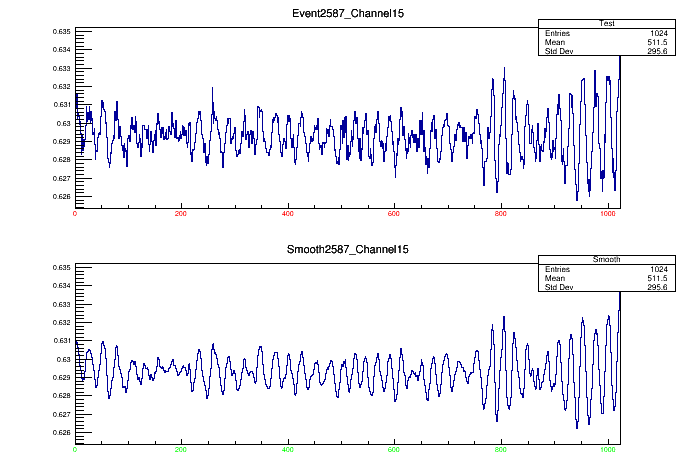 Event2587_Channel15
Test
Entries 1024
Mean 511.5
Std Dev 295.6
0.635
0.634
0.633
0.632
0.631
0.63
0.629
0.628
0.627
0.626
0 200 400 600 800 1000
Smooth2587_Channel15
Smooth
Entries 1024
Mean 511.5
Std Dev 295.6
0.635
0.634
0.633
0.632
0.631
0.63
0.629
0.628
0.627
0.626
0 200 400 600 800 1000